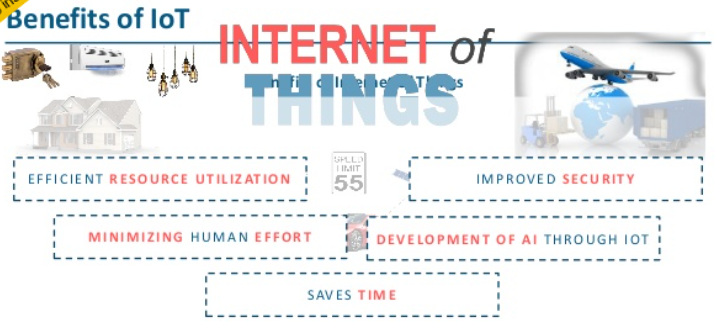 Benefits of IoT
INTERNET of
THINGS
SPEED
LIMIT
55
EFFICIENT RESOURCE UTILIZATION
IMPROVED SECURITY
MINIMIZING HUMAN EFFORT
DEVELOPMENT OF AI THROUGH IOT
SAVES TIME